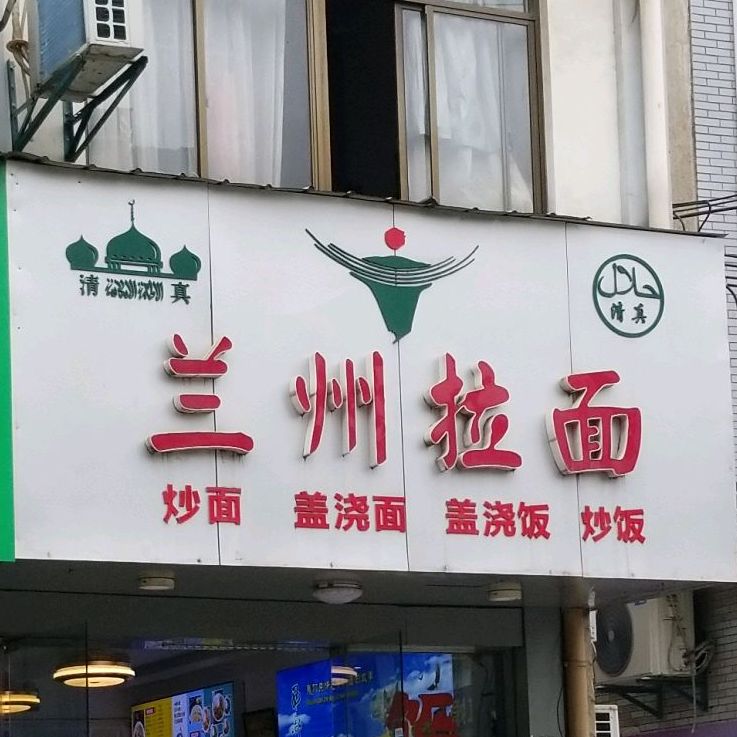 清 真
حلال
清真
兰州拉面
炒面 盖浇面 盖浇饭 炒饭